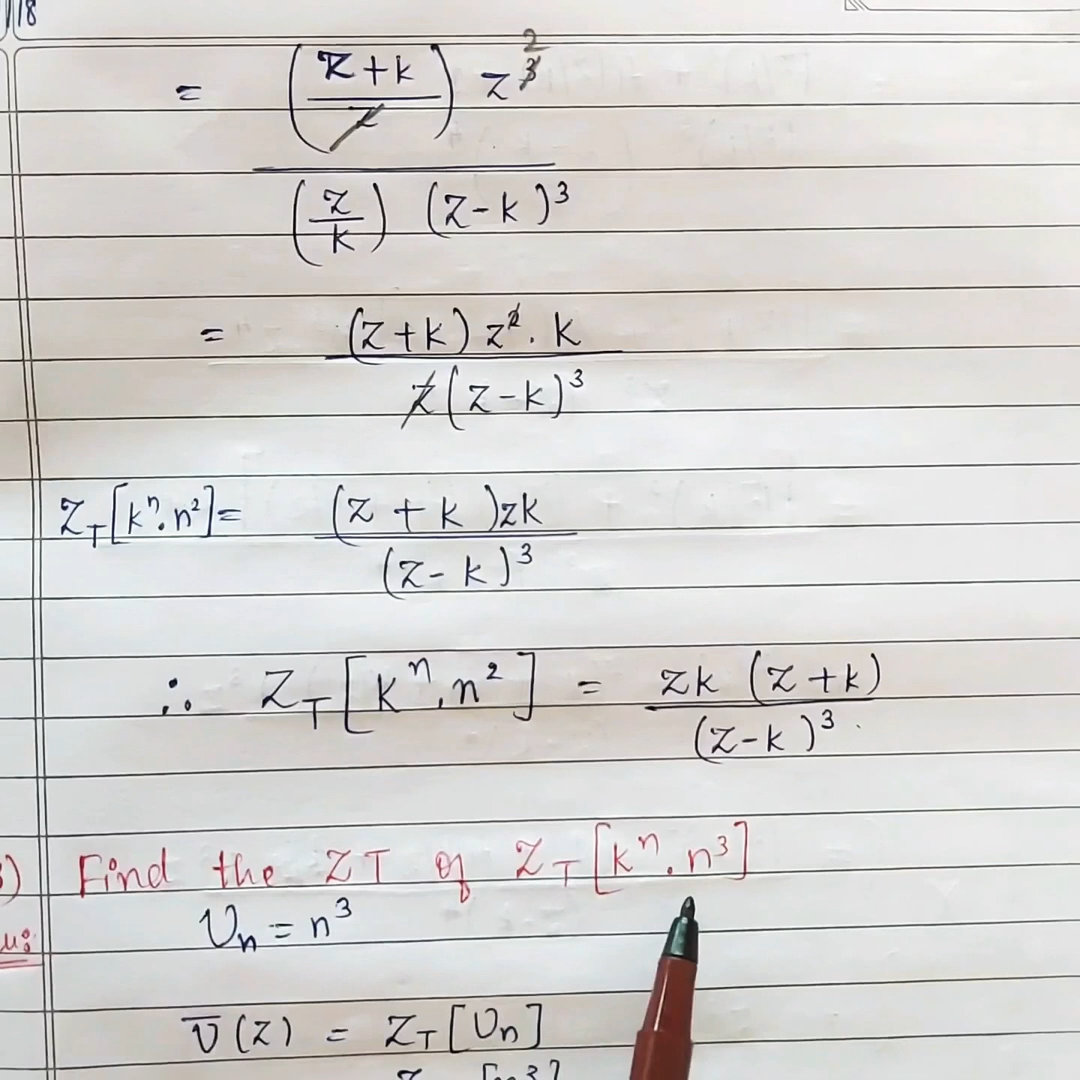 18
= ((z+k)/z) z^3 2 / (z/k) (z-k)^3
= (z+k) z^2 . k / z(z-k)^3
Z_T[k^n. n^2] = (z + k)zk / (z-k)^3
∴ Z_T[k^n. n^2] = zk (z+k) / (z-k)^3
) Find the ZT of Z_T[k^n. n^3]
U_n = n^3
Ū(z) = Z_T[U_n]